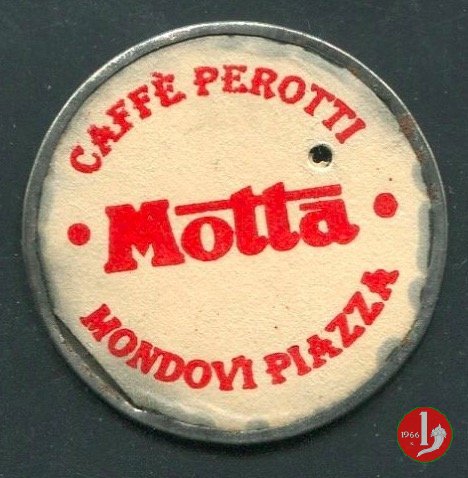 CAFFÈ PEROTTI
• Motta •
MONDOVÌ PIAZZA
1966